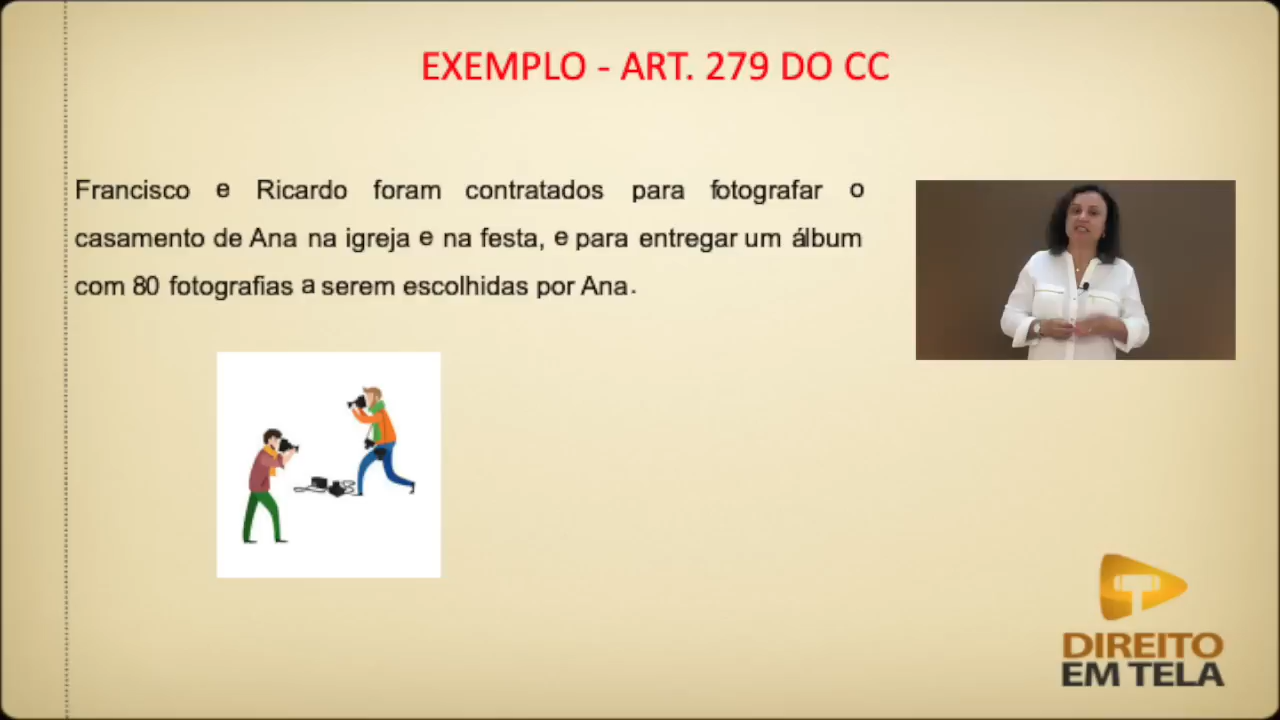 EXEMPLO - ART. 279 DO CC
Francisco e Ricardo foram contratados para fotografar o
casamento de Ana na igreja e na festa, e para entregar um álbum
com 80 fotografias a serem escolhidas por Ana.
DIREITO
EM TELA